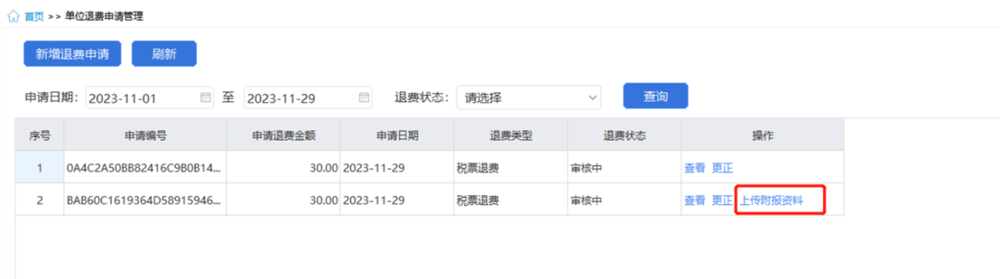 首页 >> 单位退费申请管理
新增退费申请 刷新
申请日期： 2023-11-01 至 2023-11-29 退费状态： 请选择 查询
序号 申请编号 申请退费金额 申请日期 退费类型 退费状态 操作
1 0A4C2A50BB82416C9B0B14... 30.00 2023-11-29 税票退费 审核中 查看 更正
2 BAB60C1619364D58915946... 30.00 2023-11-29 税票退费 审核中 查看 更正 上传附报资料